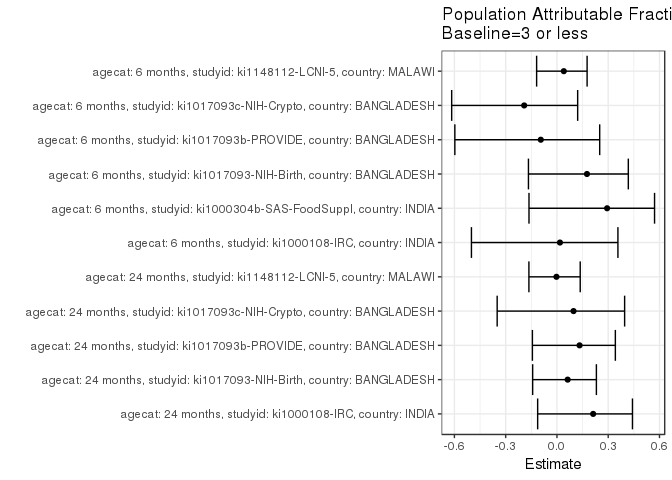 Population Attributable Fracti
Baseline=3 or less
agecat: 6 months, studyid: ki1148112-LCNI-5, country: MALAWI
agecat: 6 months, studyid: ki1017093c-NIH-Crypto, country: BANGLADESH
agecat: 6 months, studyid: ki1017093b-PROVIDE, country: BANGLADESH
agecat: 6 months, studyid: ki1017093-NIH-Birth, country: BANGLADESH
agecat: 6 months, studyid: ki1000304b-SAS-FoodSuppl, country: INDIA
agecat: 6 months, studyid: ki1000108-IRC, country: INDIA
agecat: 24 months, studyid: ki1148112-LCNI-5, country: MALAWI
agecat: 24 months, studyid: ki1017093c-NIH-Crypto, country: BANGLADESH
agecat: 24 months, studyid: ki1017093b-PROVIDE, country: BANGLADESH
agecat: 24 months, studyid: ki1017093-NIH-Birth, country: BANGLADESH
agecat: 24 months, studyid: ki1000108-IRC, country: INDIA
-0.6 -0.3 0.0 0.3 0.6
Estimate